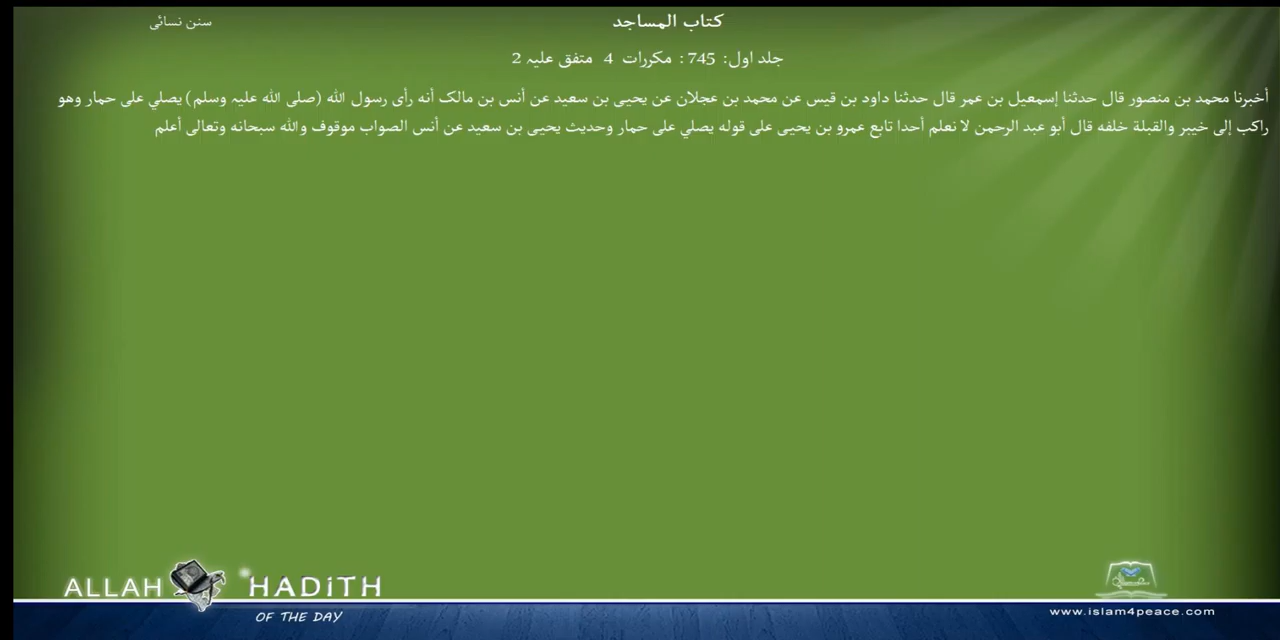 كتاب المساجد
سنن نسائی
جلد اول: 745 : مکررات 4 متفق علیہ 2
أخبرنا محمد بن منصور قال حدثنا إسمعيل بن عمر قال حدثنا داود بن قيس عن محمد بن عجلان عن يحيى بن سعيد عن أنس بن مالک أنه رأى رسول الله (صلى الله عليہ وسلم) يصلي على حمار وهو
راکب إلى خيبر والقبلة خلفه قال أبو عبد الرحمن لا نعلم أحدا تابع عمرو بن يحيى على قوله يصلي على حمار وحديث يحيى بن سعيد عن أنس الصواب موقوف والله سبحانه وتعالى أعلم
ALLAH HADITH
OF THE DAY
www.islam4peace.com